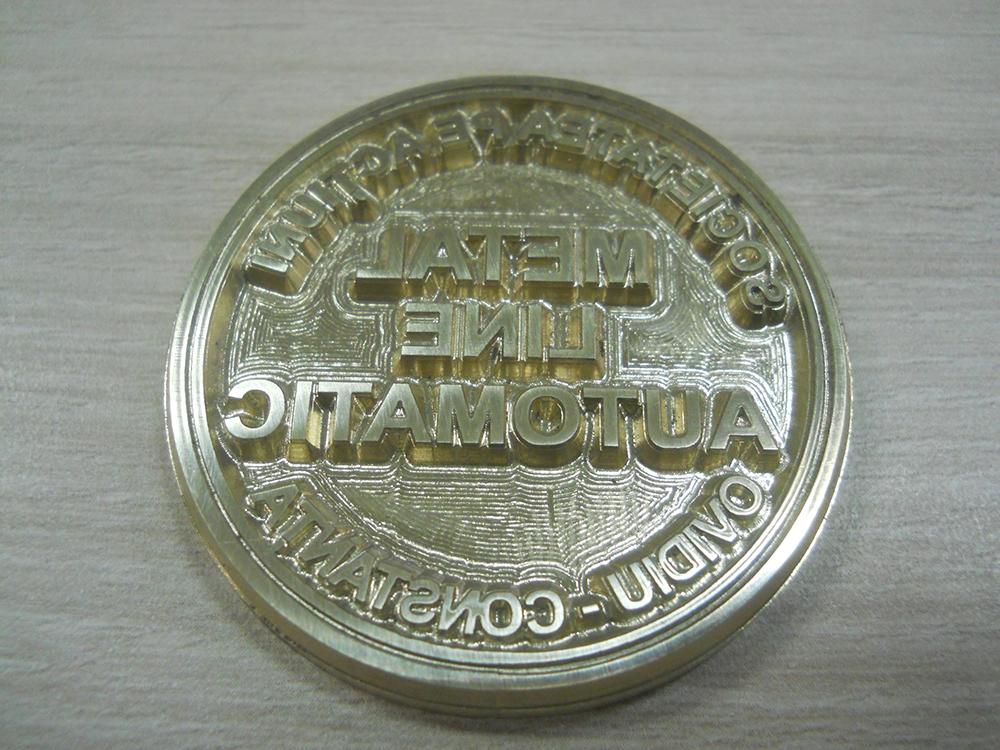 SOCIETATEA PE ACTIUNI
METAL
LINE
AUTOMATIC
OVIDIU - CONSTANTA